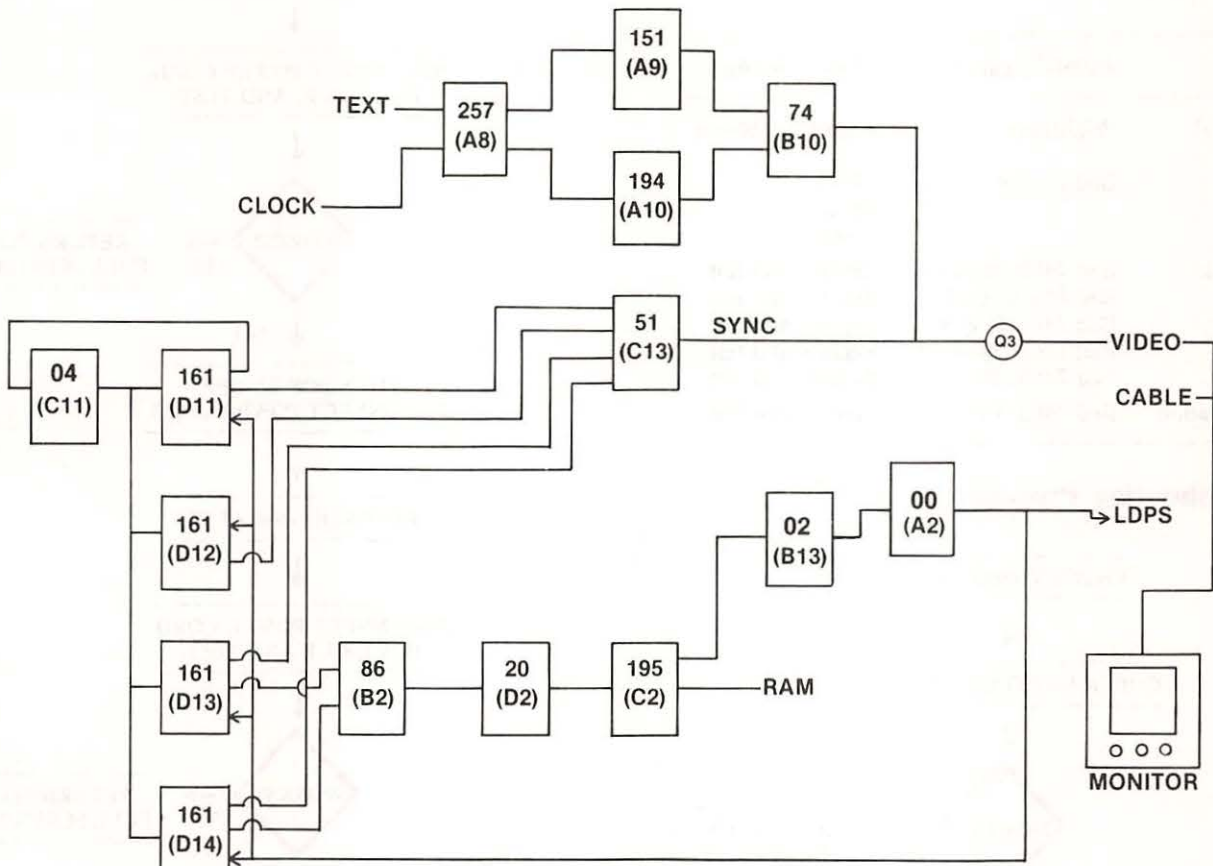 151
(A9)
TEXT
257
(A8)
74
(B10)
194
(A10)
CLOCK
51
(C13)
SYNC
Q3
VIDEO
CABLE
04
(C11)
161
(D11)
161
(D12)
02
(B13)
00
(A2)
LDPS
161
(D13)
86
(B2)
20
(D2)
195
(C2)
RAM
MONITOR
161
(D14)